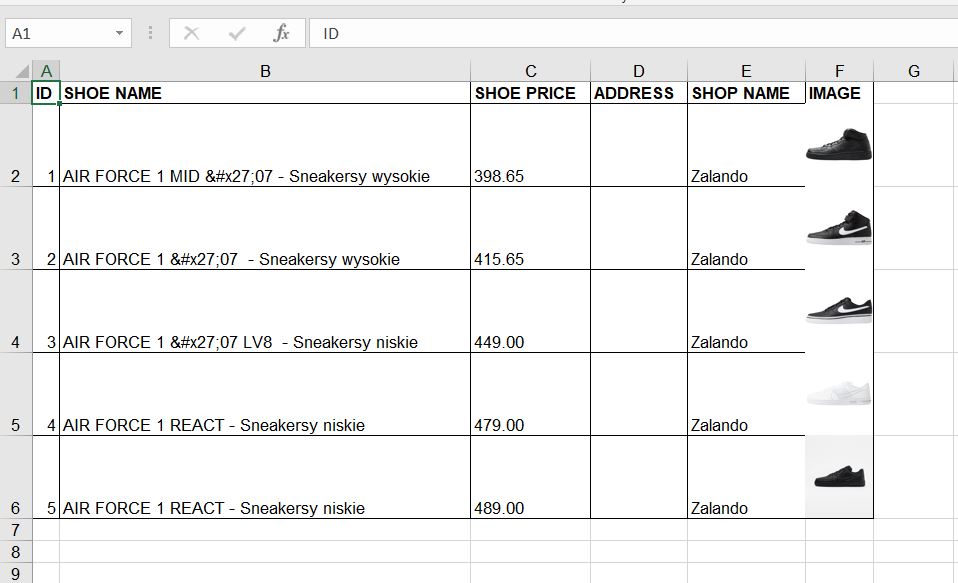 A1 fx ID
A B C D E F G
1 ID SHOE NAME SHOE PRICE ADDRESS SHOP NAME IMAGE
2 1 AIR FORCE 1 MID &#x27;07 - Sneakersy wysokie 398.65 Zalando
3 2 AIR FORCE 1 &#x27;07  - Sneakersy wysokie 415.65 Zalando
4 3 AIR FORCE 1 &#x27;07 LV8  - Sneakersy niskie 449.00 Zalando
5 4 AIR FORCE 1 REACT - Sneakersy niskie 479.00 Zalando
6 5 AIR FORCE 1 REACT - Sneakersy niskie 489.00 Zalando
7
8
9